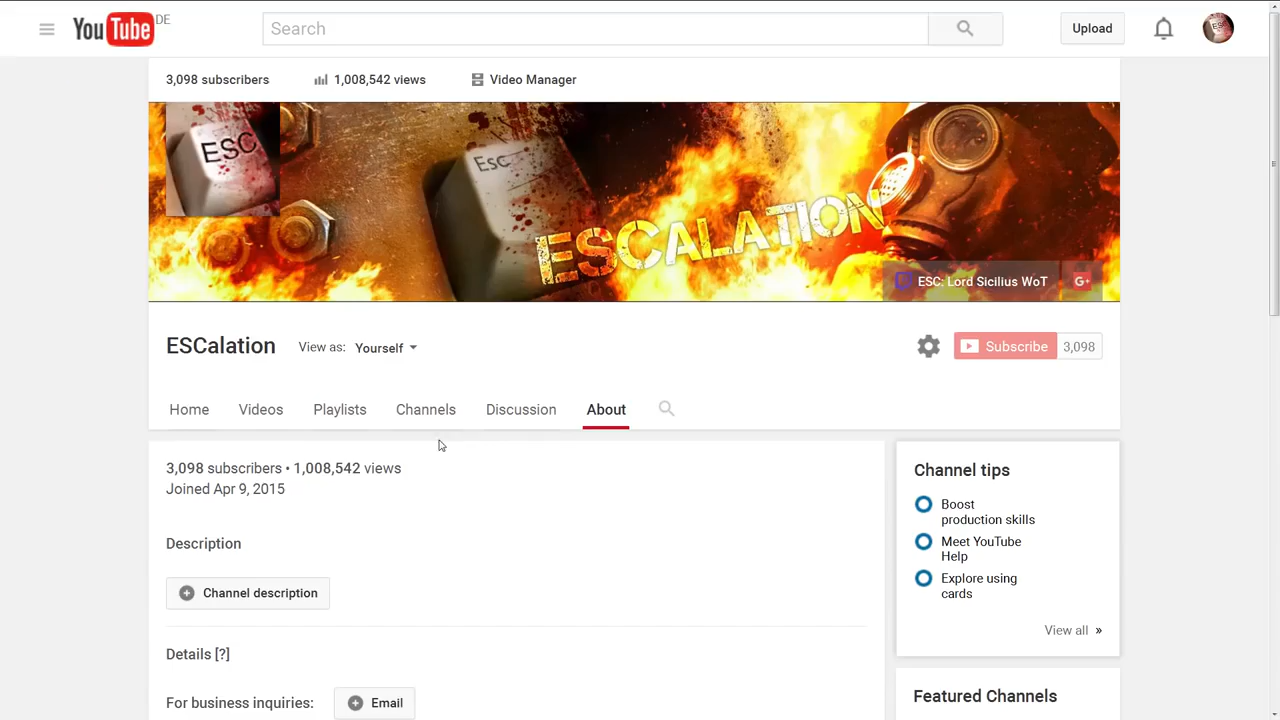 YouTube DE
Search
Upload
3,098 subscribers
1,008,542 views
Video Manager
ESC
Esc
ESCALATION
ESC: Lord Sicilius WoT
G+
ESCalation
View as: Yourself
Subscribe 3,098
Home
Videos
Playlists
Channels
Discussion
About
3,098 subscribers • 1,008,542 views
Joined Apr 9, 2015
Description
Channel description
Details [?]
For business inquiries:
Email
Channel tips
Boost
production skills
Meet YouTube
Help
Explore using
cards
View all »
Featured Channels